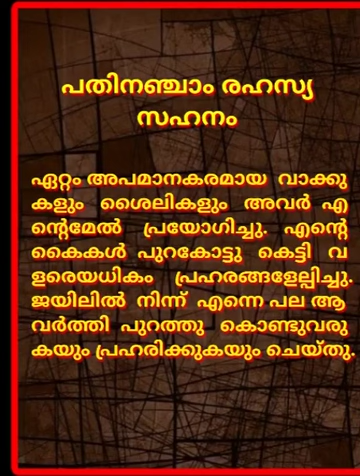 പതിനഞ്ചാം രഹസ്യ
സഹനം
ഏറ്റം അപമാനകരമായ വാക്കു
കളും ശൈലികളും അവർ എ
ന്റെമേൽ പ്രയോഗിച്ചു. എന്റെ
കൈകൾ പുറകോട്ടു കെട്ടി വ
ളരെയധികം പ്രഹരങ്ങളേല്പിച്ചു.
ജയിലിൽ നിന്ന് എന്നെ പല ആ
വർത്തി പുറത്തു കൊണ്ടുവരു
കയും പ്രഹരിക്കുകയും ചെയ്തു.